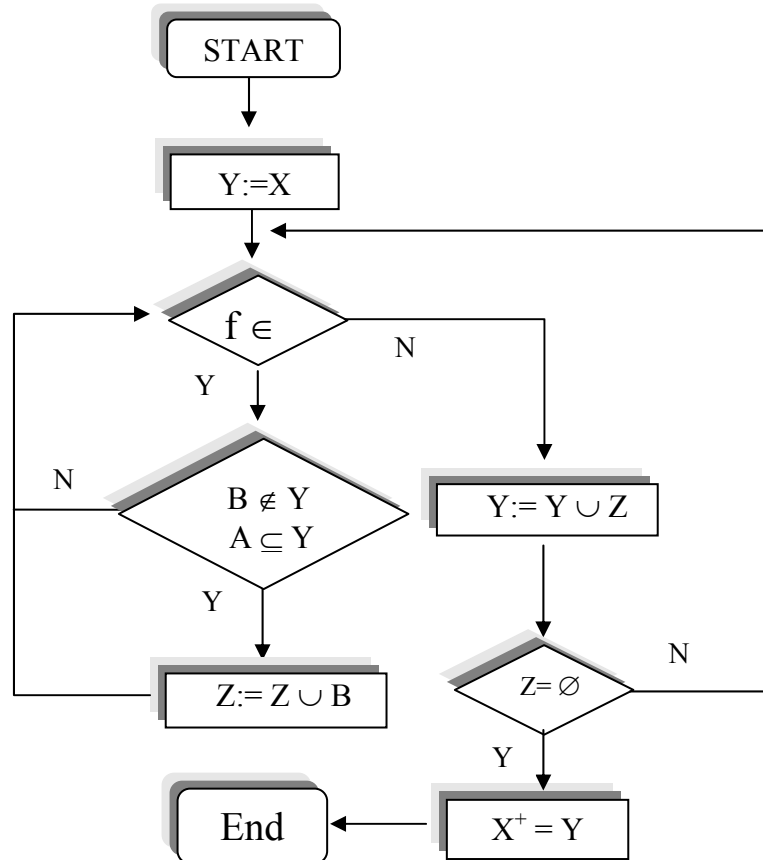 START
Y:=X
f ∈
N
Y
N
B ∉ Y
A ⊆ Y
Y:= Y ∪ Z
Y
N
Z:= Z ∪ B
Z= ∅
Y
End
X⁺ = Y